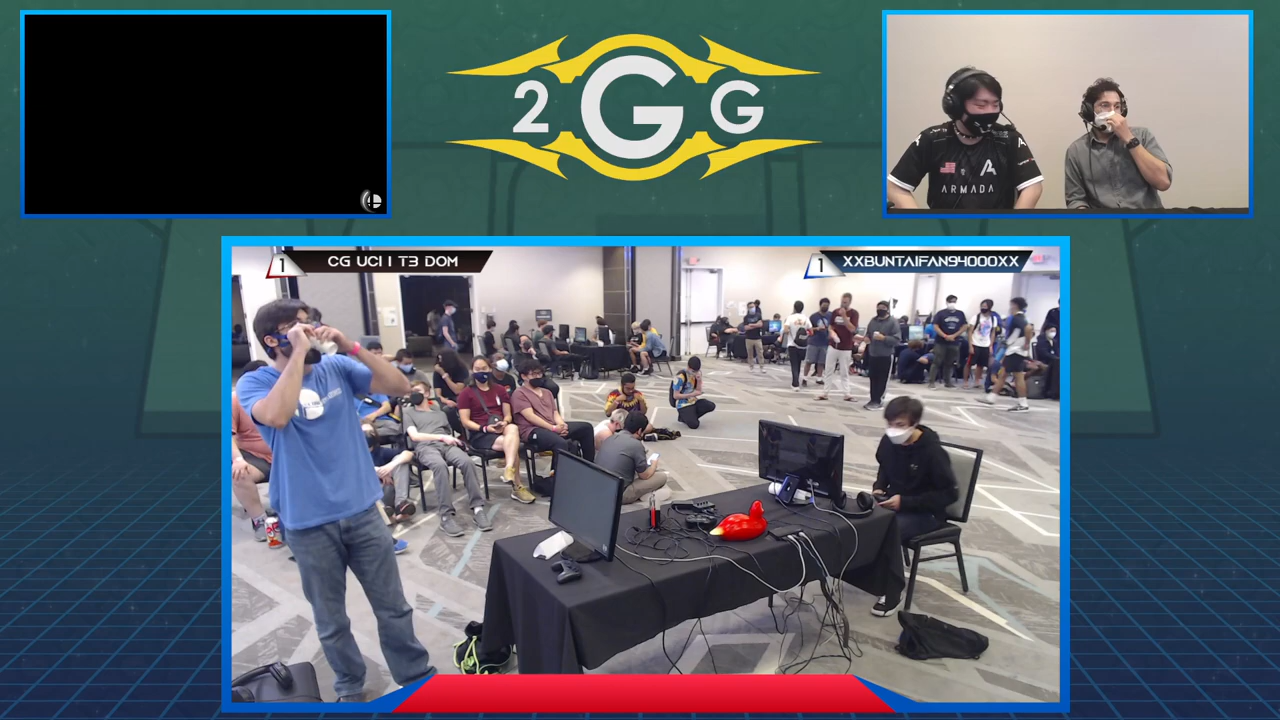 2GG
ARMADA
1 CG UCI | T3 DOM
1 XXBUNTAIFAN94000XX